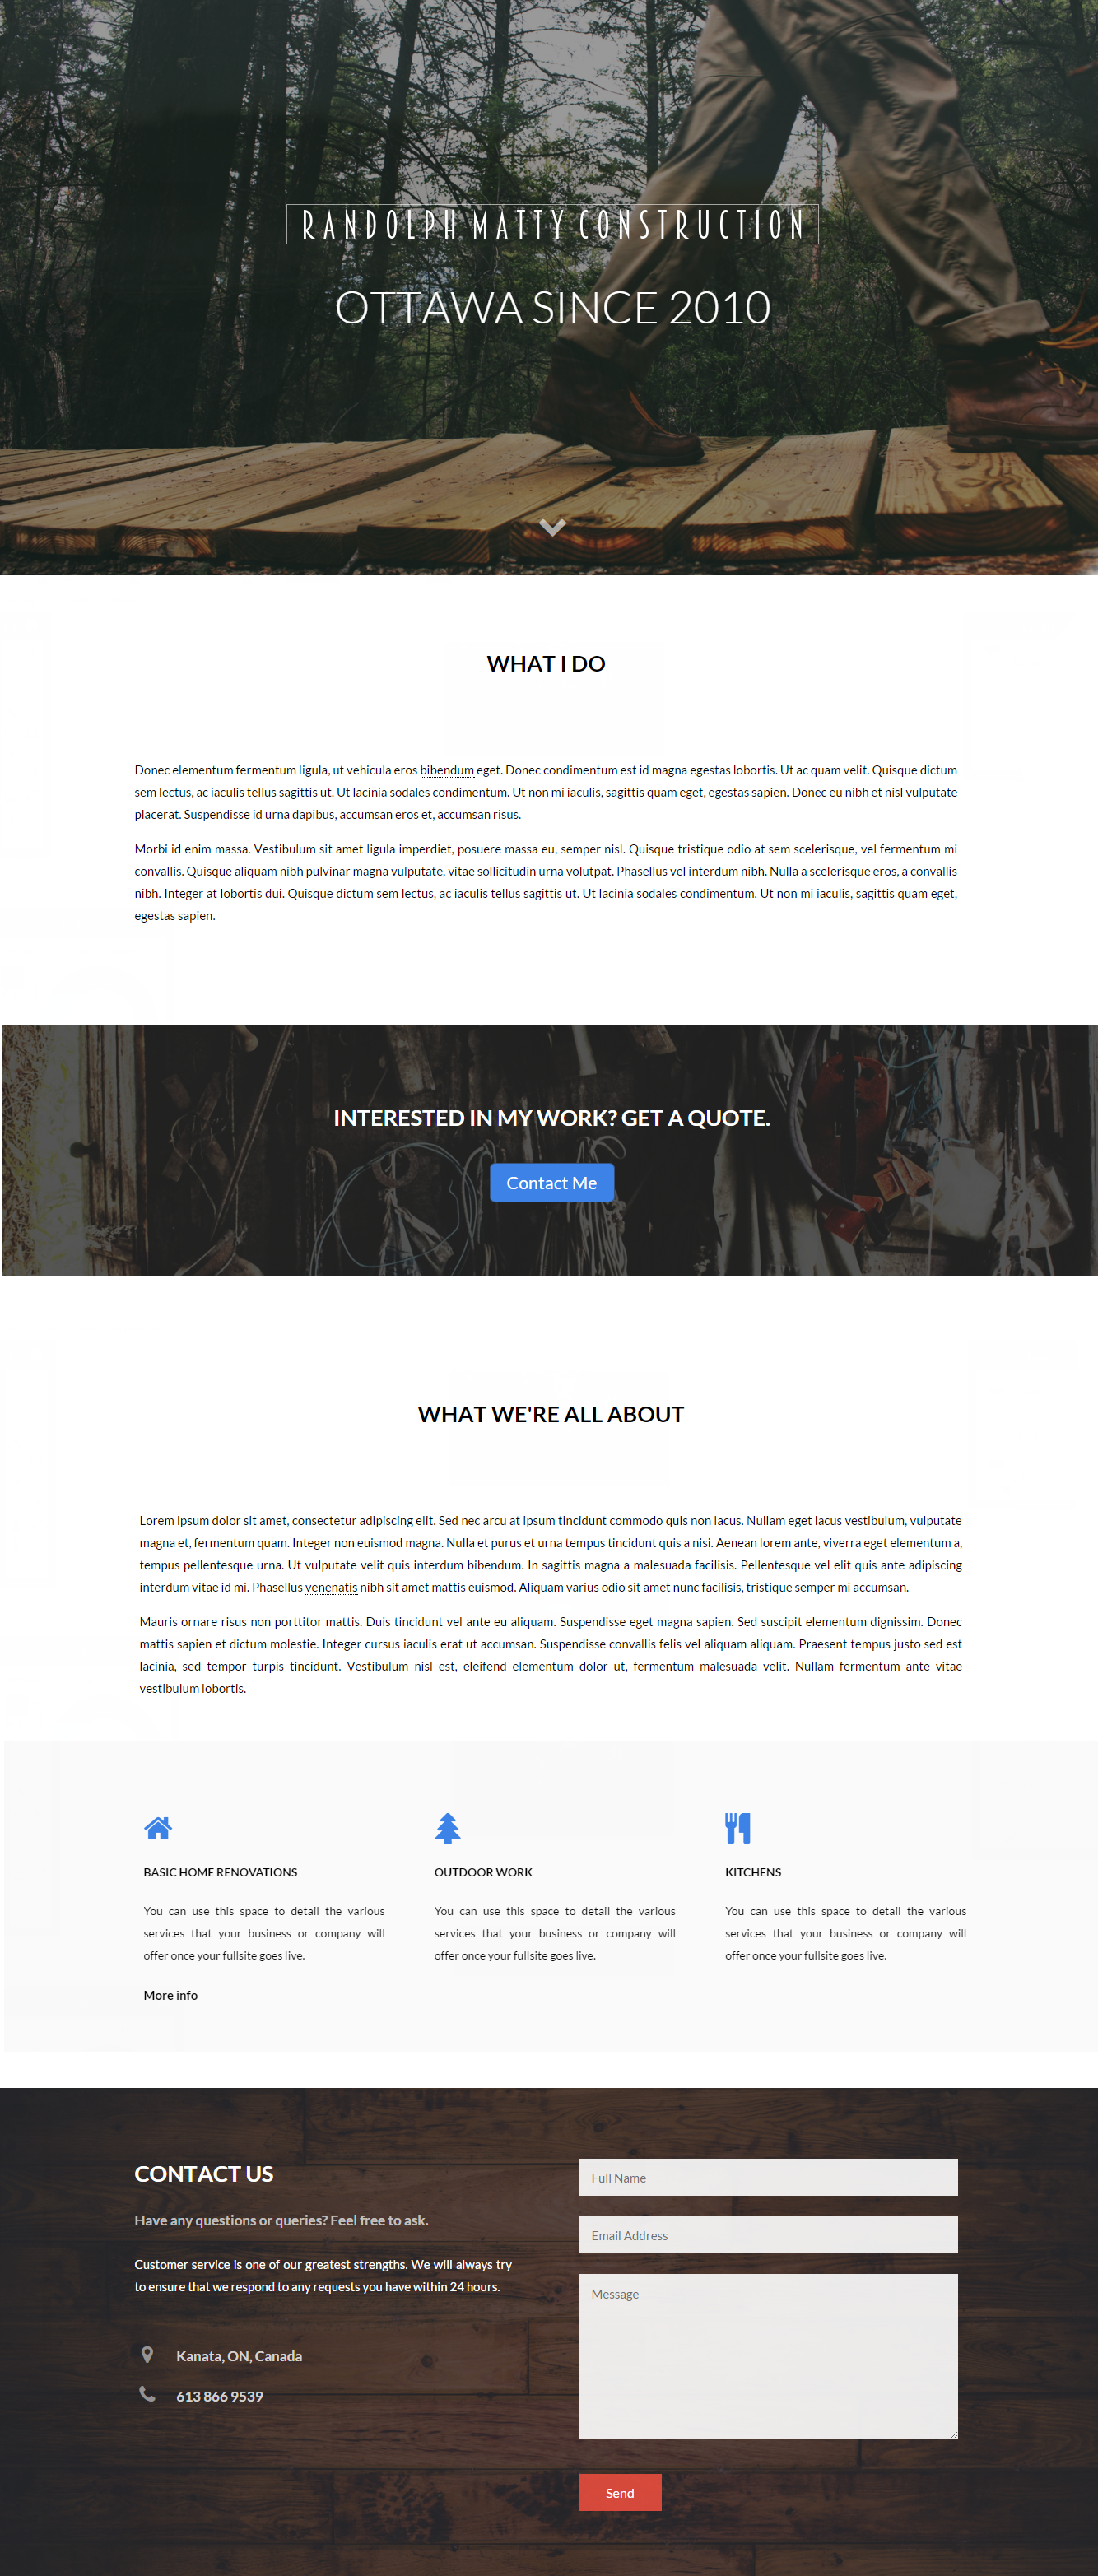 RANDOLPH MATTY CONSTRUCTION
OTTAWA SINCE 2010
WHAT I DO
Donec elementum fermentum ligula, ut vehicula eros bibendum eget. Donec condimentum est id magna egestas lobortis. Ut ac quam velit. Quisque dictum
sem lectus, ac iaculis tellus sagittis ut. Ut lacinia sodales condimentum. Ut non mi iaculis, sagittis quam eget, egestas sapien. Donec eu nibh et nisl vulputate
placerat. Suspendisse id urna dapibus, accumsan eros et, accumsan risus.
Morbi id enim massa. Vestibulum sit amet ligula imperdiet, posuere massa eu, semper nisl. Quisque tristique odio at sem scelerisque, vel fermentum mi
convallis. Quisque aliquam nibh pulvinar magna vulputate, vitae sollicitudin urna volutpat. Phasellus vel interdum nibh. Nulla a scelerisque eros, a convallis
nibh. Integer at lobortis dui. Quisque dictum sem lectus, ac iaculis tellus sagittis ut. Ut lacinia sodales condimentum. Ut non mi iaculis, sagittis quam eget,
egestas sapien.
INTERESTED IN MY WORK? GET A QUOTE.
Contact Me
WHAT WE'RE ALL ABOUT
Lorem ipsum dolor sit amet, consectetur adipiscing elit. Sed nec arcu at ipsum tincidunt commodo quis non lacus. Nullam eget lacus vestibulum, vulputate
magna et, fermentum quam. Integer non euismod magna. Nulla et purus et urna tempus tincidunt quis a nisi. Aenean lorem ante, viverra eget elementum a,
tempus pellentesque urna. Ut vulputate velit quis interdum bibendum. In sagittis magna a malesuada facilisis. Pellentesque vel elit quis ante adipiscing
interdum vitae id mi. Phasellus venenatis nibh sit amet mattis euismod. Aliquam varius odio sit amet nunc facilisis, tristique semper mi accumsan.
Mauris ornare risus non porttitor mattis. Duis tincidunt vel ante eu aliquam. Suspendisse eget magna sapien. Sed suscipit elementum dignissim. Donec
mattis sapien et dictum molestie. Integer cursus iaculis erat ut accumsan. Suspendisse convallis felis vel aliquam aliquam. Praesent tempus justo sed est
lacinia, sed tempor turpis tincidunt. Vestibulum nisl est, eleifend elementum dolor ut, fermentum malesuada velit. Nullam fermentum ante vitae
vestibulum lobortis.
BASIC HOME RENOVATIONS
You can use this space to detail the various
services that your business or company will
offer once your fullsite goes live.
More info
OUTDOOR WORK
You can use this space to detail the various
services that your business or company will
offer once your fullsite goes live.
KITCHENS
You can use this space to detail the various
services that your business or company will
offer once your fullsite goes live.
CONTACT US
Have any questions or queries? Feel free to ask.
Customer service is one of our greatest strengths. We will always try
to ensure that we respond to any requests you have within 24 hours.
Kanata, ON, Canada
613 866 9539
Full Name
Email Address
Message
Send